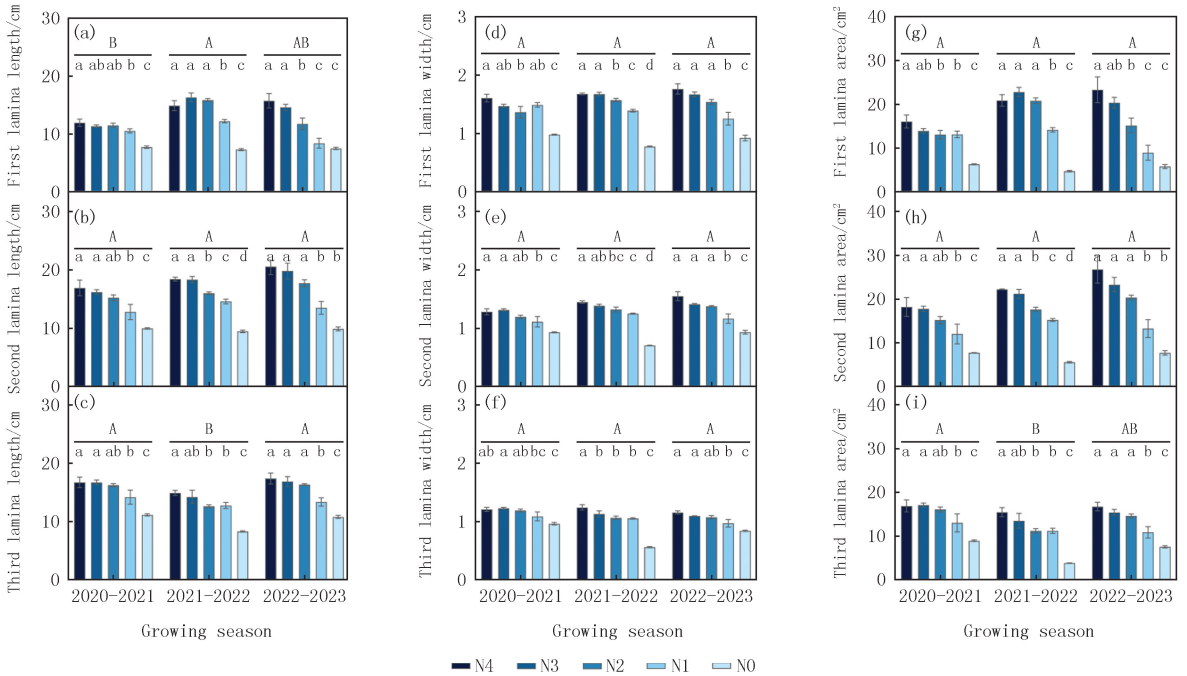 First lamina length/cm
30
20
10
0
(a)
B A AB
a ab ab b c a a a b c a a b c c
First lamina width/cm
3
2
1
0
(d)
A A A
a ab b ab c a a b c d a a a b c
First lamina area/cm²
40
30
20
10
0
(g)
A A A
a ab b b c a a a b c a ab b c c
Second lamina length/cm
30
20
10
0
(b)
A A A
a a ab b c a a b c d a a a b b
Second lamina width/cm
3
2
1
0
(e)
A A A
a a ab b c a ab bc c d a a a b c
Second lamina area/cm²
40
30
20
10
0
(h)
A A A
a a ab b c a a b c d a a a b b
Third lamina length/cm
30
20
10
0
(c)
A B A
a a ab b c a ab b b c a a a b c
Third lamina width/cm
3
2
1
0
(f)
A A A
ab a ab bc c a b b b c a a a b c
Third lamina area/cm²
40
30
20
10
0
(i)
A B AB
a a ab b c a ab b b c a a a b c
2020-2021 2021-2022 2022-2023
Growing season
2020-2021 2021-2022 2022-2023
Growing season
2020-2021 2021-2022 2022-2023
Growing season
N4 N3 N2 N1 N0